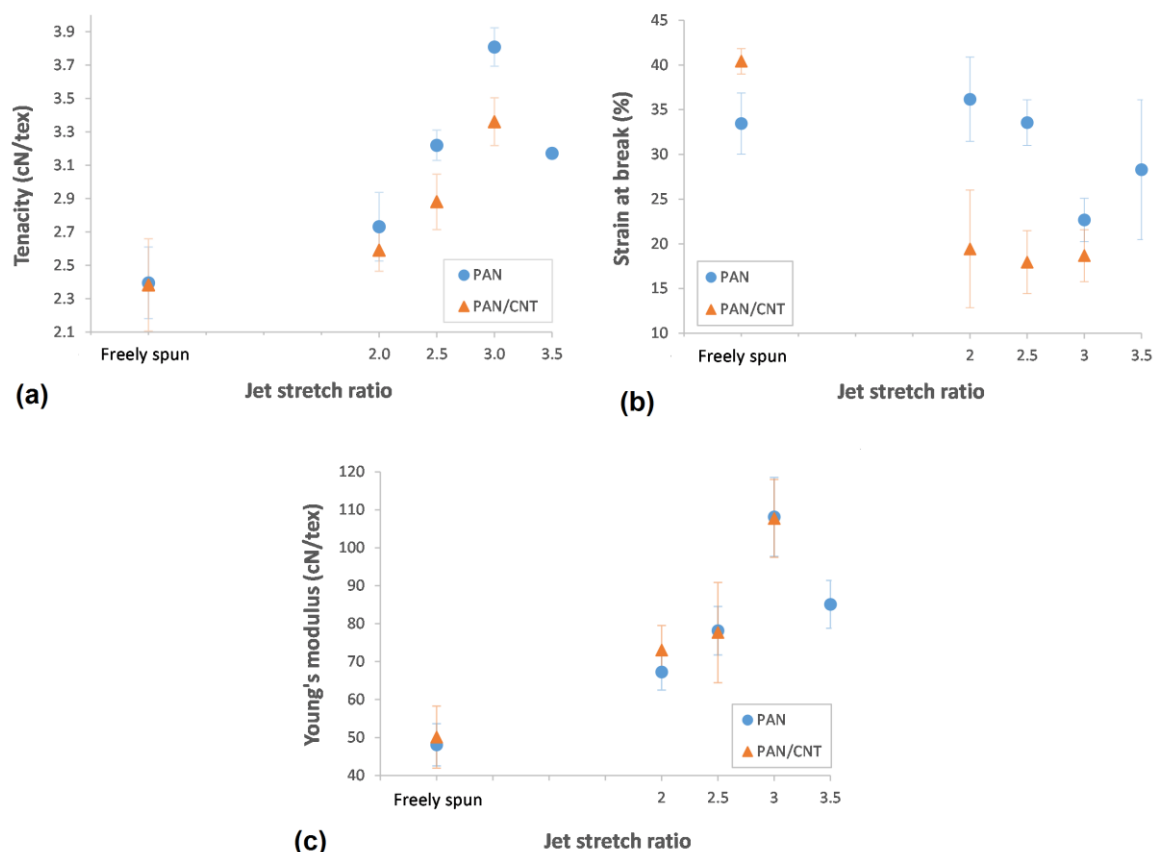 Tenacity (cN/tex)
3.9
3.7
3.5
3.3
3.1
2.9
2.7
2.5
2.3
2.1
PAN
PAN/CNT
Freely spun 2.0 2.5 3.0 3.5
Jet stretch ratio
(a)
Strain at break (%)
45
40
35
30
25
20
15
10
PAN
PAN/CNT
Freely spun 2 2.5 3 3.5
Jet stretch ratio
(b)
Young's modulus (cN/tex)
120
110
100
90
80
70
60
50
40
PAN
PAN/CNT
Freely spun 2 2.5 3 3.5
Jet stretch ratio
(c)